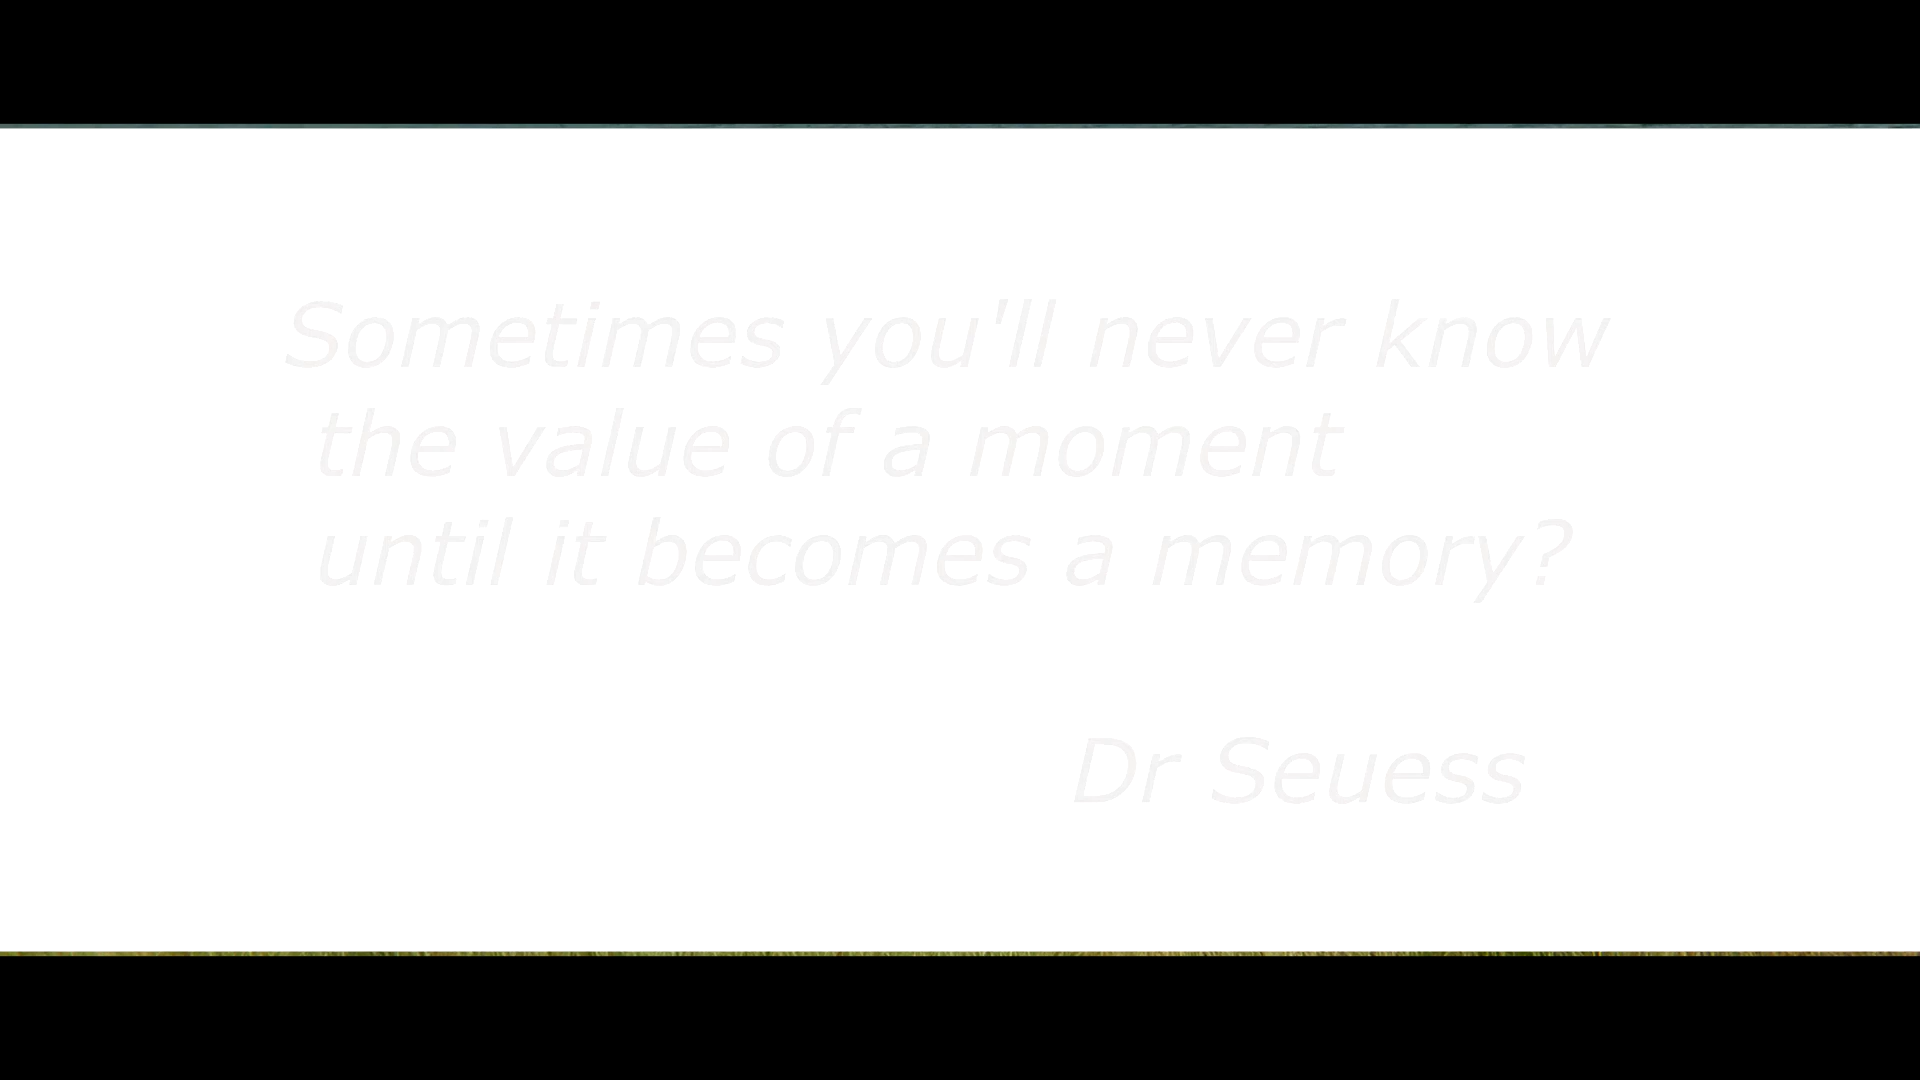 Sometimes you'll never know
the value of a moment
until it becomes a memory?
Dr Seuess